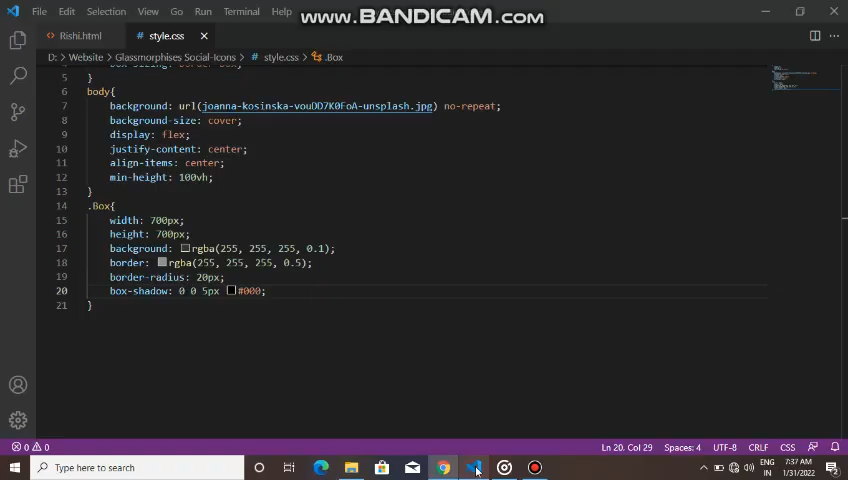 File Edit Selection View Go Run Terminal Help
www.BANDICAM.com
Rishi.html # style.css
D: > Website > Glassmorphises Social-Icons > # style.css > .Box
5 }
6 body{
7 background: url(joanna-kosinska-vouDD7K0FoA-unsplash.jpg) no-repeat;
8 background-size: cover;
9 display: flex;
10 justify-content: center;
11 align-items: center;
12 min-height: 100vh;
13 }
14 .Box{
15 width: 700px;
16 height: 700px;
17 background: rgba(255, 255, 255, 0.1);
18 border: rgba(255, 255, 255, 0.5);
19 border-radius: 20px;
20 box-shadow: 0 0 5px #000;
21 }
0 0 Ln 20, Col 29 Spaces: 4 UTF-8 CRLF CSS
Type here to search
ENG
IN
7:37 AM
1/31/2022
2